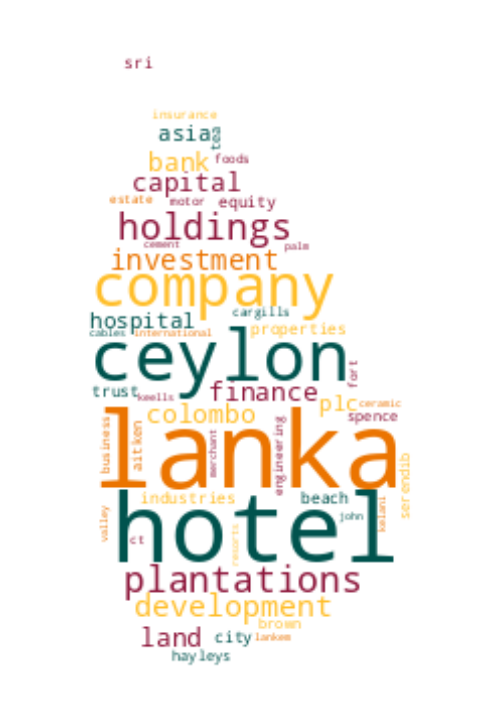 sri
insurance
asia
tea
bank
foods
capital
estate
motor
equity
holdings
cement
palm
investment
company
cargills
hospital
properties
cables
international
ceylon
fort
trust
keells
finance
plc
ceramic
colombo
spence
lanka
business
aitken
merchant
engineering
serendib
industries
beach
hotel
kelani
john
valley
ct
resorts
plantations
development
brown
land
city
lankem
hayleys